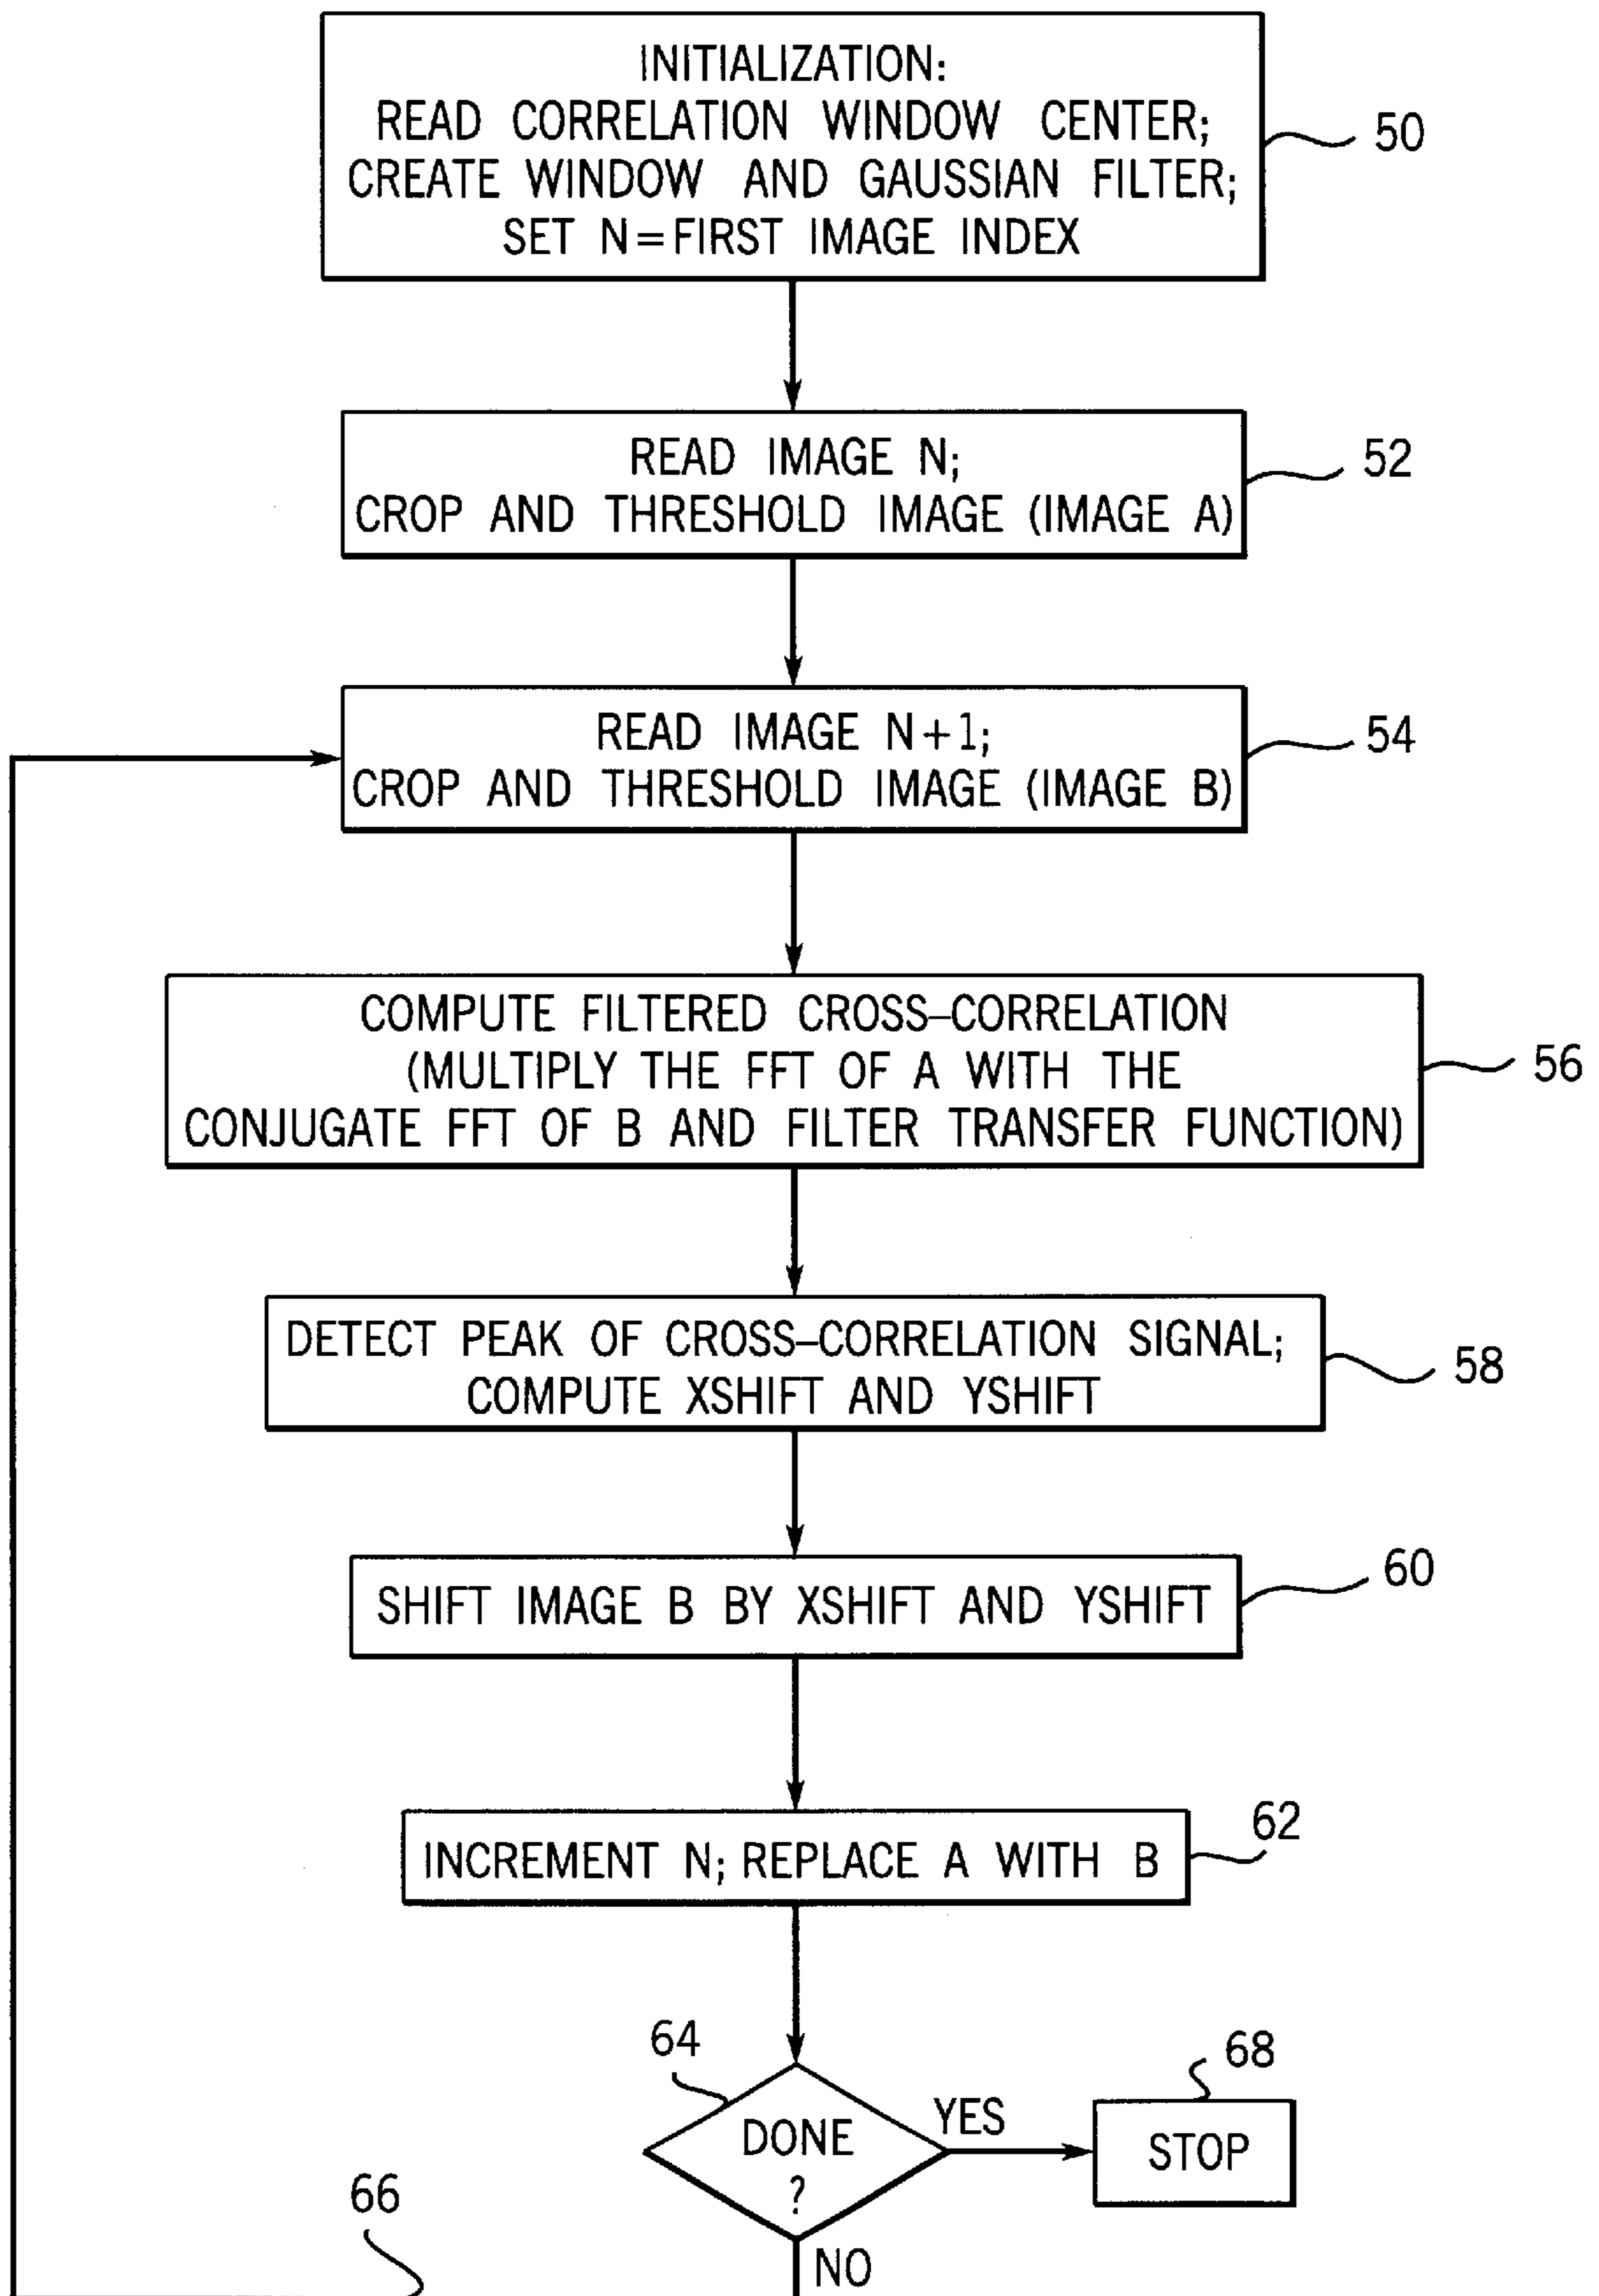 INITIALIZATION:
READ CORRELATION WINDOW CENTER;
CREATE WINDOW AND GAUSSIAN FILTER;
SET N=FIRST IMAGE INDEX
50
READ IMAGE N;
CROP AND THRESHOLD IMAGE (IMAGE A)
52
READ IMAGE N+1;
CROP AND THRESHOLD IMAGE (IMAGE B)
54
COMPUTE FILTERED CROSS–CORRELATION
(MULTIPLY THE FFT OF A WITH THE
CONJUGATE FFT OF B AND FILTER TRANSFER FUNCTION)
56
DETECT PEAK OF CROSS–CORRELATION SIGNAL;
COMPUTE XSHIFT AND YSHIFT
58
SHIFT IMAGE B BY XSHIFT AND YSHIFT
60
INCREMENT N; REPLACE A WITH B
62
64
DONE
?
YES
68
STOP
66
NO